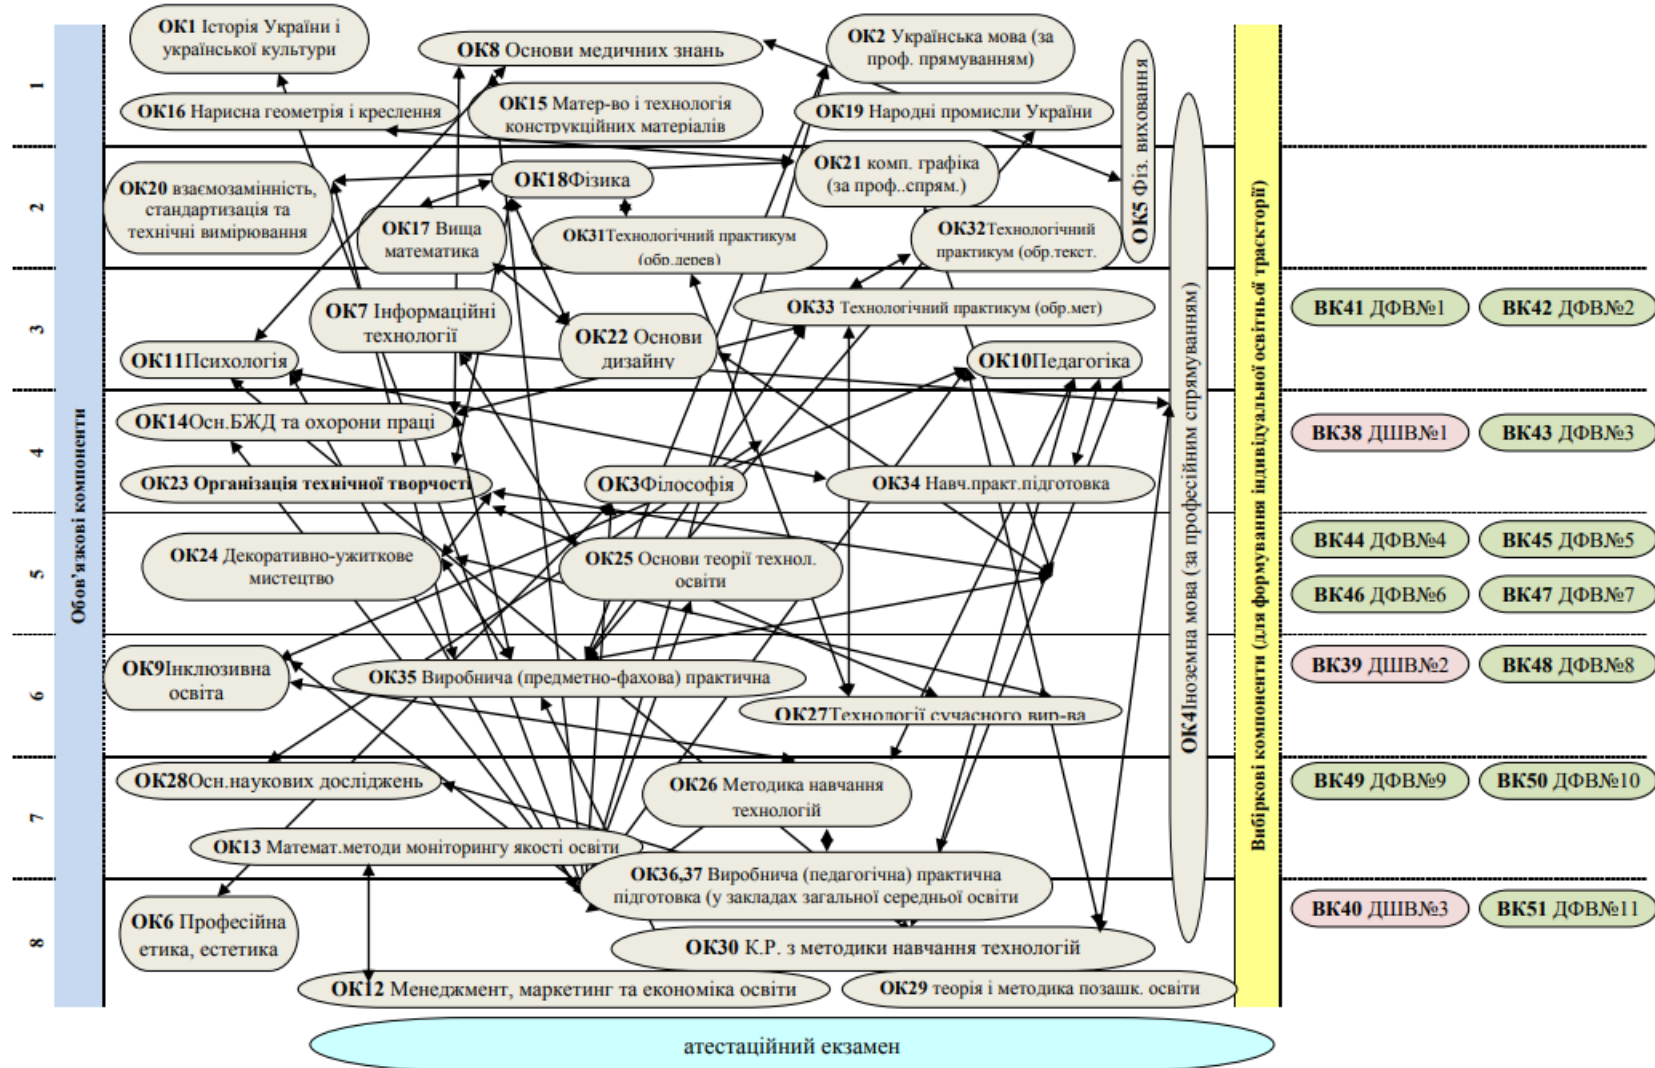 ОК1 Історія України і
української культури
ОК8 Основи медичних знань
ОК2 Українська мова (за
проф. прямуванням)
ОК5 Фіз. виховання
1
ОК16 Нарисна геометрія і креслення
ОК15 Матер-во і технологія
конструкційних матеріалів
ОК19 Народні промисли України
ОК20 взаємозамінність,
стандартизація та
технічні вимірювання
ОК18Фізика
ОК21 комп. графіка
(за проф..спрям.)
2
ОК17 Вища
математика
ОК31Технологічний практикум
(обр.дерев)
ОК32Технологічний
практикум (обр.текст.
ОК7 Інформаційні
технології
ОК33 Технологічний практикум (обр.мет)
ВК41 ДФВ№1
ВК42 ДФВ№2
3
ОК22 Основи
дизайну
ОК11Психологія
ОК10Педагогіка
ОК4Іноземна мова (за професійним спрямуванням)
Обов’язкові компоненти
Вибіркові компоненти (для формування індивідуальної освітньої траєкторії)
ОК14Осн.БЖД та охорони праці
ВК38 ДШВ№1
ВК43 ДФВ№3
4
ОК23 Організація технічної творчості
ОК3Філософія
ОК34 Навч.практ.підготовка
ОК24 Декоративно-ужиткове
мистецтво
ОК25 Основи теорії технол.
освіти
ВК44 ДФВ№4
ВК45 ДФВ№5
5
ВК46 ДФВ№6
ВК47 ДФВ№7
ОК9Інклюзивна
освіта
ОК35 Виробнича (предметно-фахова) практична
ВК39 ДШВ№2
ВК48 ДФВ№8
6
ОК27Технології сучасного вир-ва
ОК28Осн.наукових досліджень
ОК26 Методика навчання
технологій
ВК49 ДФВ№9
ВК50 ДФВ№10
7
ОК13 Математ.методи моніторингу якості освіти
ОК36,37 Виробнича (педагогічна) практична
підготовка (у закладах загальної середньої освіти
ВК40 ДШВ№3
ВК51 ДФВ№11
ОК6 Професійна
етика, естетика
8
ОК30 К.Р. з методики навчання технологій
ОК12 Менеджмент, маркетинг та економіка освіти
ОК29 теорія і методика позашк. освіти
атестаційний екзамен